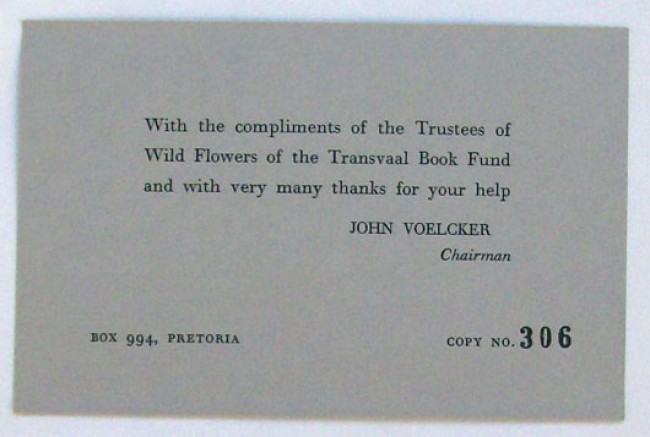 With the compliments of the Trustees of
Wild Flowers of the Transvaal Book Fund
and with very many thanks for your help
JOHN VOELCKER
Chairman
BOX 994, PRETORIA
COPY NO. 306